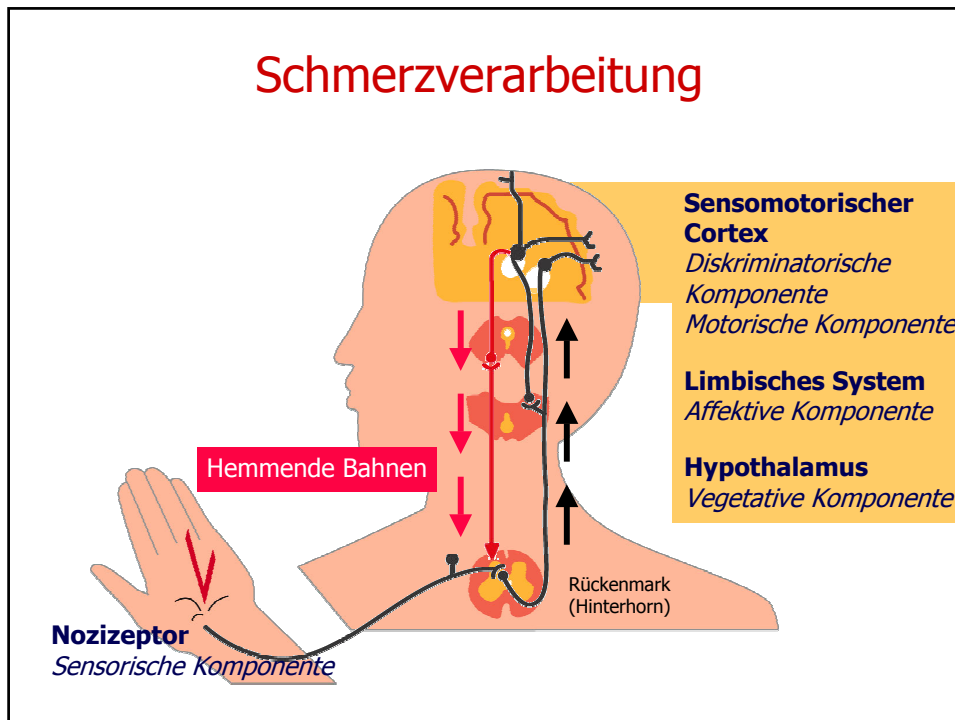 Schmerzverarbeitung
Sensomotorischer
Cortex
Diskriminatorische
Komponente
Motorische Komponente
Limbisches System
Affektive Komponente
Hypothalamus
Vegetative Komponente
Hemmende Bahnen
Rückenmark
(Hinterhorn)
Nozizeptor
Sensorische Komponente